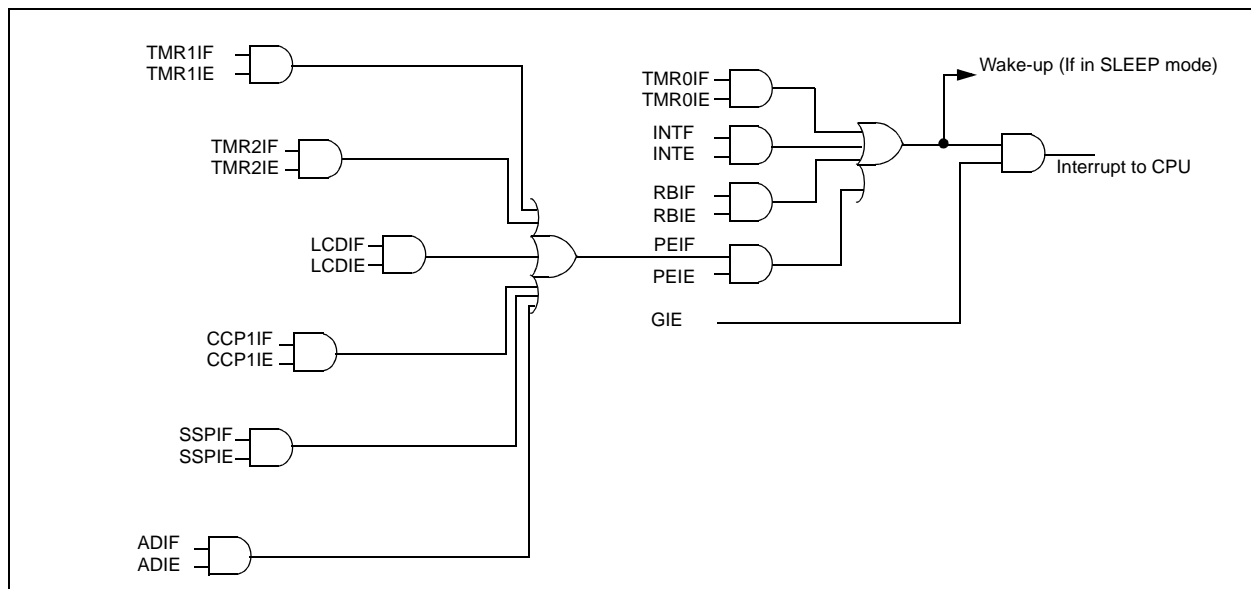 TMR1IF
TMR1IE
TMR2IF
TMR2IE
LCDIF
LCDIE
CCP1IF
CCP1IE
SSPIF
SSPIE
ADIF
ADIE
TMR0IF
TMR0IE
INTF
INTE
RBIF
RBIE
PEIF
PEIE
GIE
Wake-up (If in SLEEP mode)
Interrupt to CPU